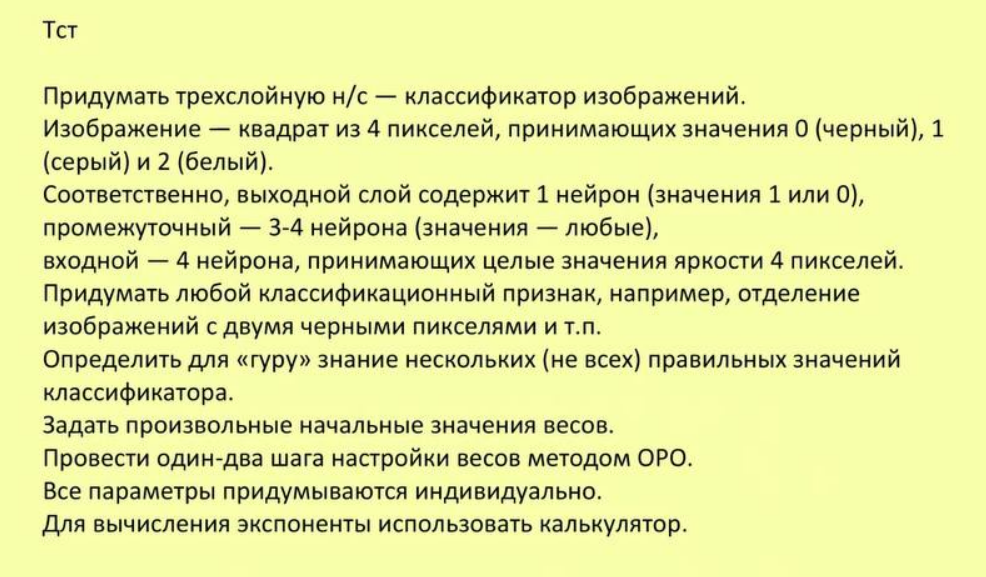 Тст
Придумать трехслойную н/с — классификатор изображений.
Изображение — квадрат из 4 пикселей, принимающих значения 0 (черный), 1
(серый) и 2 (белый).
Соответственно, выходной слой содержит 1 нейрон (значения 1 или 0),
промежуточный — 3-4 нейрона (значения — любые),
входной — 4 нейрона, принимающих целые значения яркости 4 пикселей.
Придумать любой классификационный признак, например, отделение
изображений с двумя черными пикселями и т.п.
Определить для «гуру» знание нескольких (не всех) правильных значений
классификатора.
Задать произвольные начальные значения весов.
Провести один-два шага настройки весов методом ОРО.
Все параметры придумываются индивидуально.
Для вычисления экспоненты использовать калькулятор.